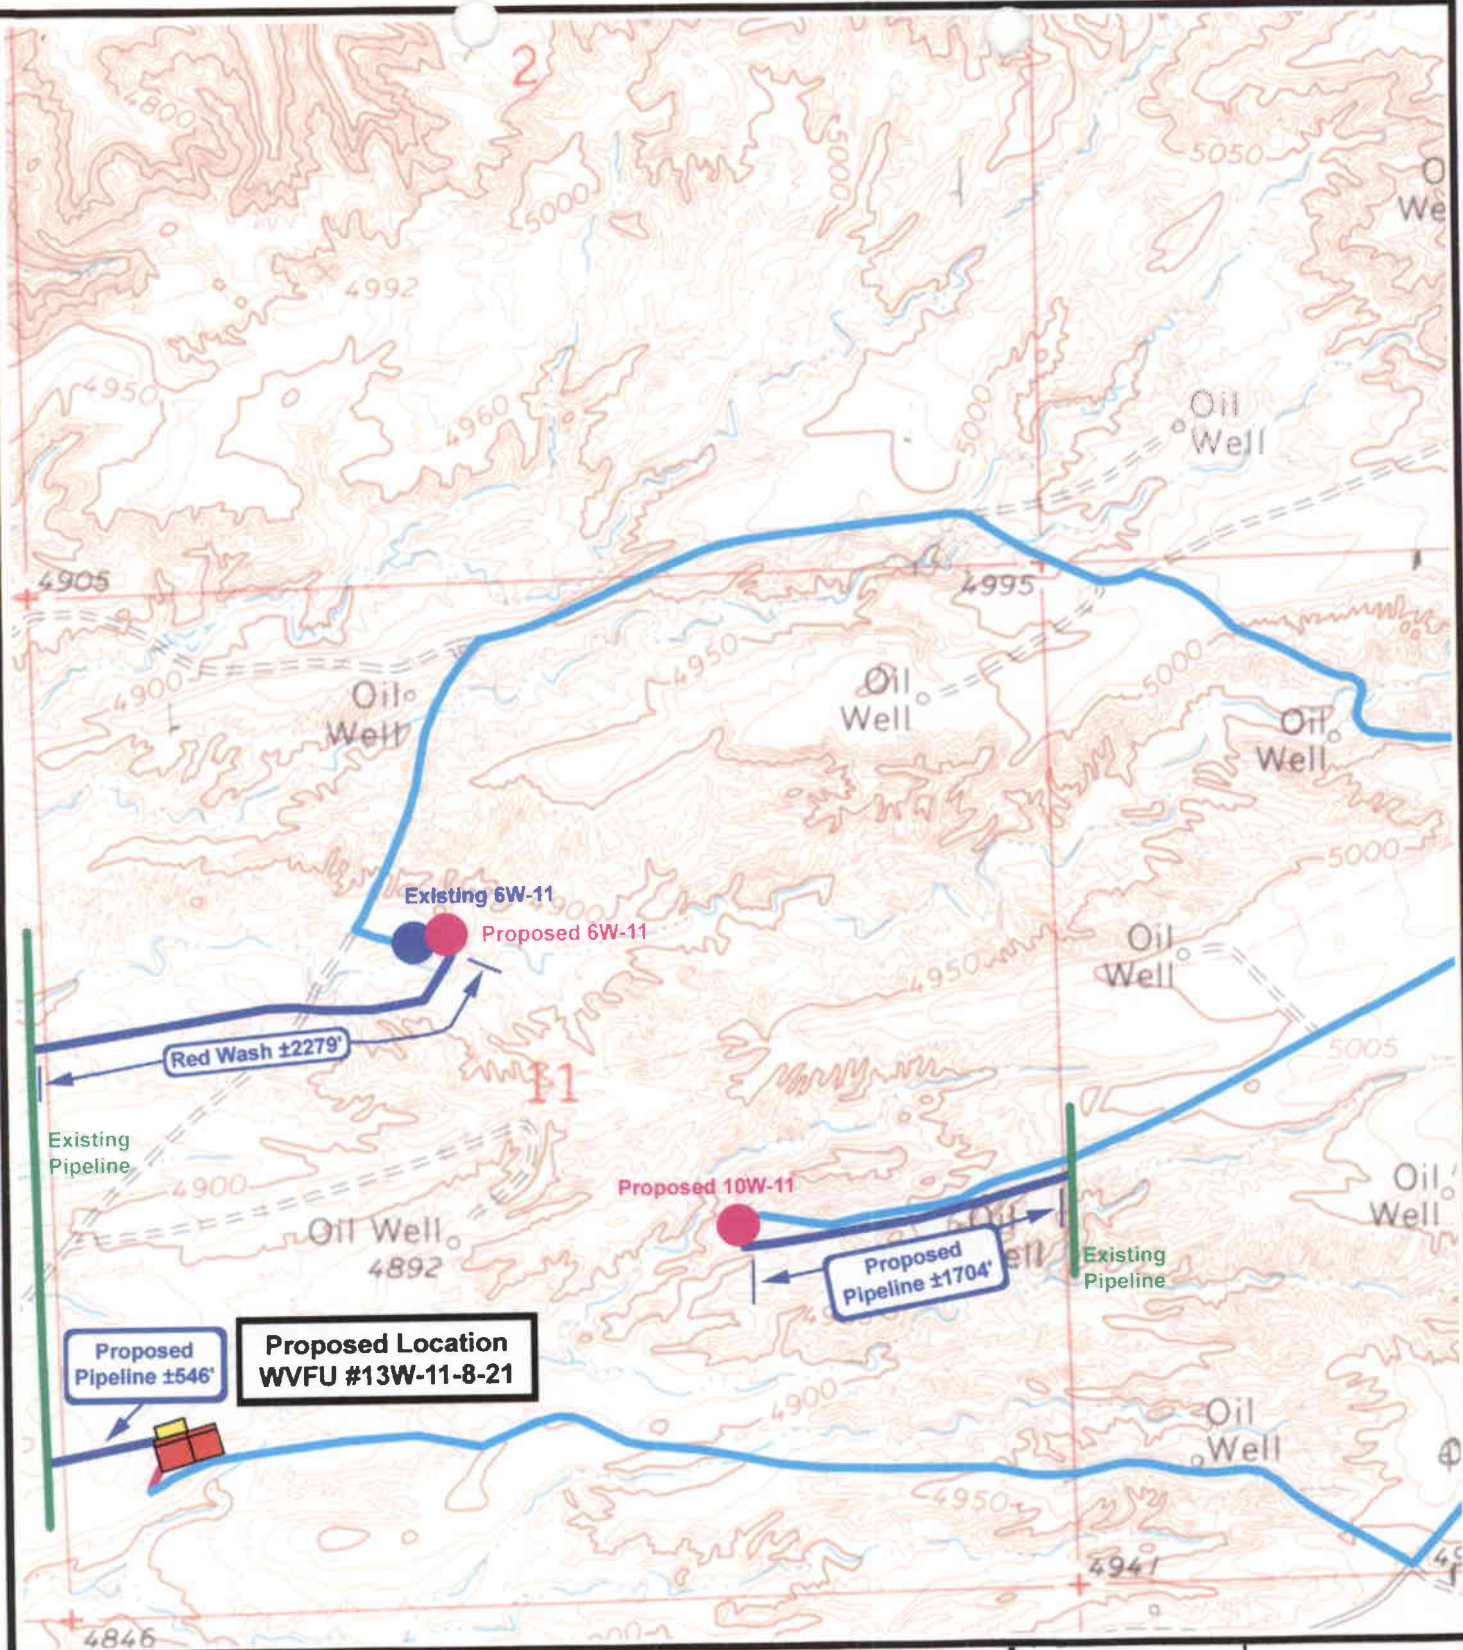 2
4800
5000
5000
5050
4992
4950
4960
5000
Oil
Well
4905
4995
4900
Oil
Well
4950
Oil
Well
5000
Oil
Well
5000
Existing 6W-11
4900
Proposed 6W-11
Oil
Well
4950
Red Wash ±2279'
11
5005
Existing
Pipeline
4900
Proposed 10W-11
Oil
Well
Oil Well
4892
Proposed
Pipeline ±1704'
Existing
Pipeline
Proposed
Pipeline ±546'
Proposed Location
WVFU #13W-11-8-21
4900
Oil
Well
4950
4941
4846